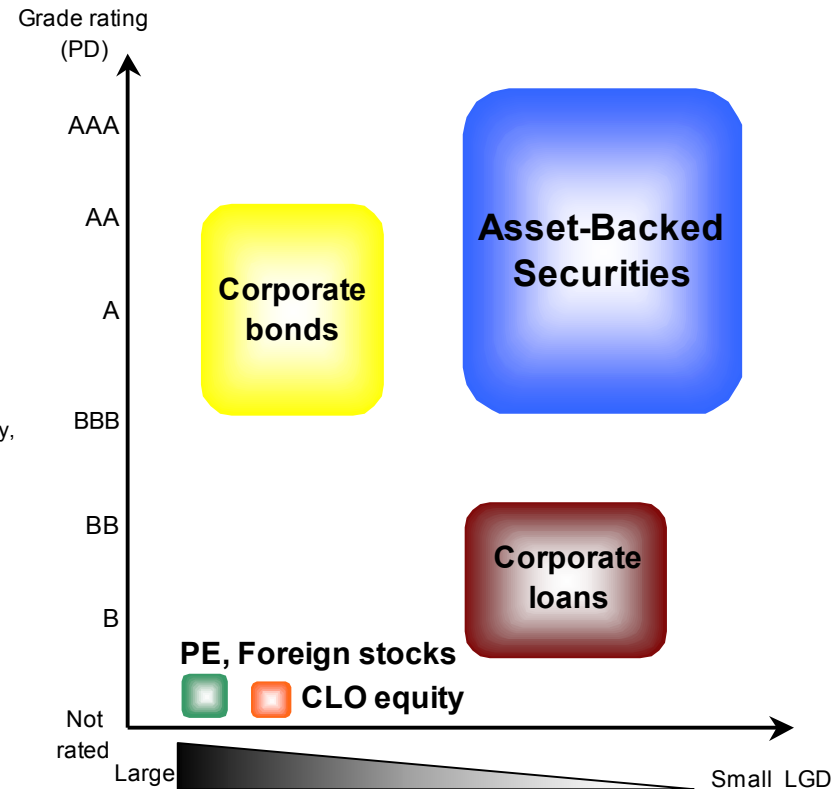 Grade rating
(PD)
AAA
AA
A
BBB
BB
B
Not
rated
y,
Asset-Backed
Securities
Corporate
bonds
Corporate
loans
PE, Foreign stocks
CLO equity
Large
Small LGD